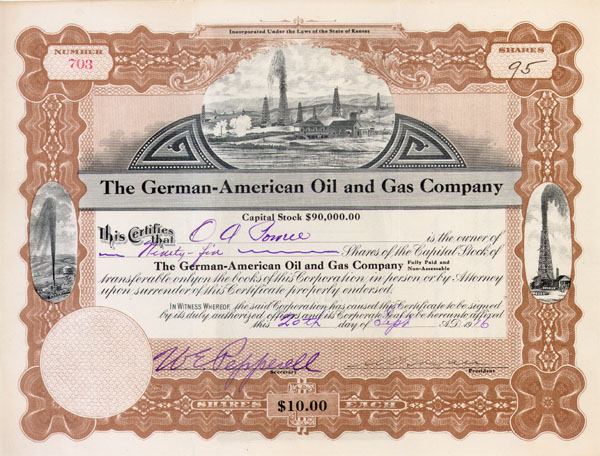 Incorporated Under the Laws of the State of Kansas
NUMBER
703
SHARES
95
The German-American Oil and Gas Company
Capital Stock $90,000.00
This Certifies that O A is the owner of
Ninety-five Shares of the Capital Stock of
The German-American Oil and Gas Company Fully Paid and Non-Assessable
transferable only on the books of this Corporation in person or by Attorney
upon surrender of this Certificate properly endorsed.
IN WITNESS WHEREOF, the said Corporation has caused this Certificate to be signed
by its duly authorized officers and its Corporate Seal to be hereunto affixed
this 20th day of Sept A.D. 1916
W E Pepperell
Secretary
President
SHARES $10.00 EACH